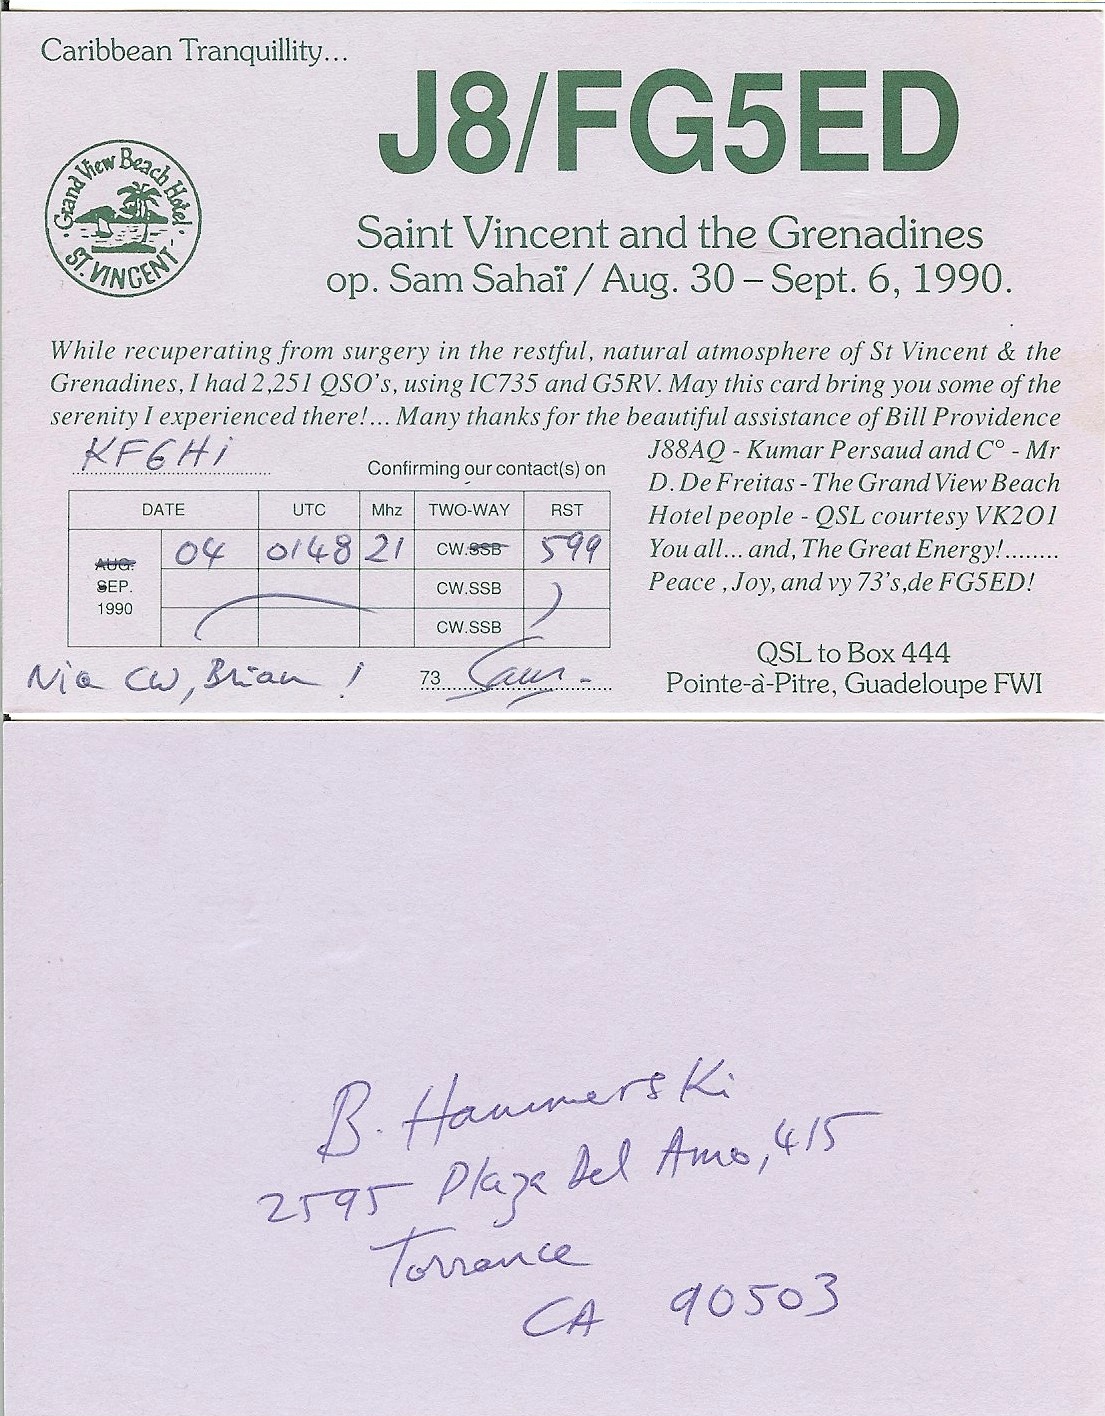 Caribbean Tranquillity...
J8/FG5ED
Grand View Beach Hotel
ST. VINCENT
Saint Vincent and the Grenadines
op. Sam Sahaï / Aug. 30 – Sept. 6, 1990.
While recuperating from surgery in the restful, natural atmosphere of St Vincent & the
Grenadines, I had 2,251 QSO's, using IC735 and G5RV. May this card bring you some of the
serenity I experienced there!... Many thanks for the beautiful assistance of Bill Providence
J88AQ - Kumar Persaud and C° - Mr
D. De Freitas - The Grand View Beach
Hotel people - QSL courtesy VK2O1
You all... and, The Great Energy!........
Peace , Joy, and vy 73's,de FG5ED!
KF6Hi
Confirming our contact(s) on
DATE UTC Mhz TWO-WAY RST
AUG. 04 0148 21 CW.SSB 599
SEP. CW.SSB
1990
CW.SSB
Nice CW, Brian !
73 Sam -
QSL to Box 444
Pointe-à-Pitre, Guadeloupe FWI
B. Hammerski
2595 Plaza Del Amo, 415
Torrance
CA 90503